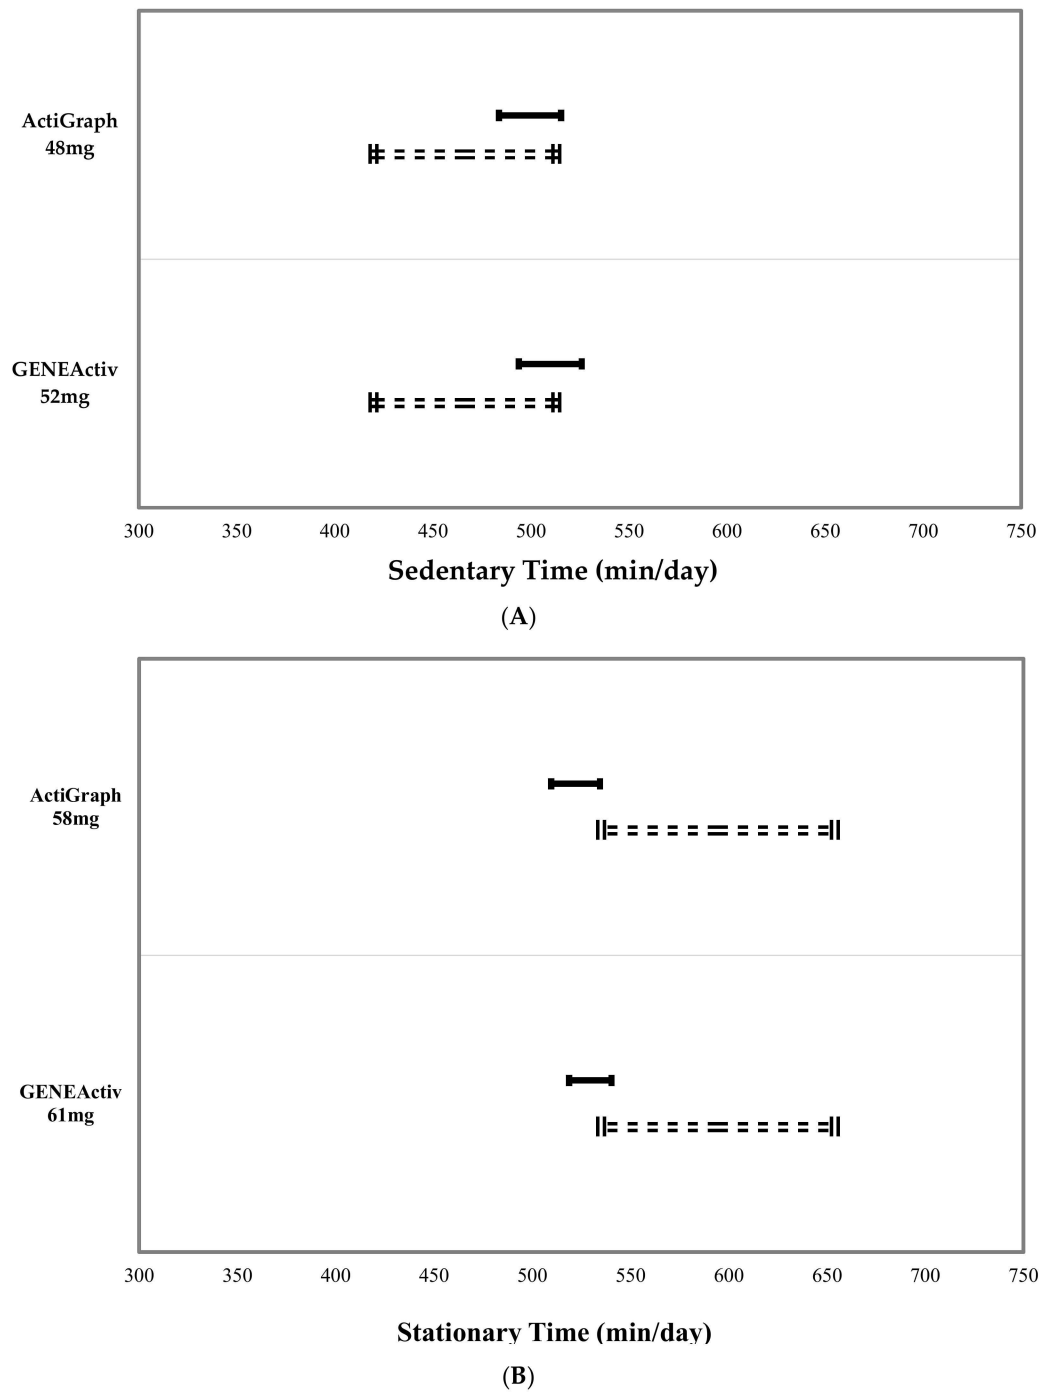 ActiGraph
48mg
GENEActiv
52mg
300 350 400 450 500 550 600 650 700 750
Sedentary Time (min/day)
(A)
ActiGraph
58mg
GENEActiv
61mg
300 350 400 450 500 550 600 650 700 750
Stationary Time (min/day)
(B)